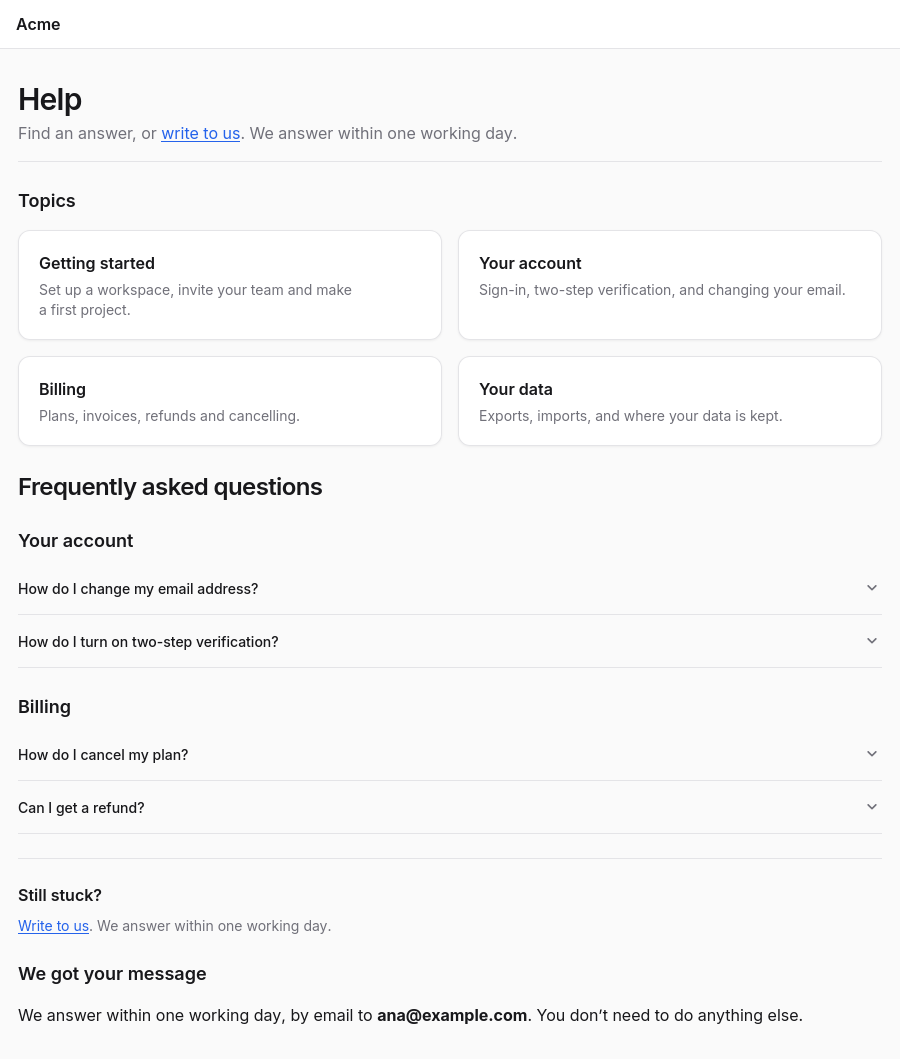 Acme
Help
Find an answer, or write to us. We answer within one working day.
Topics
Getting started
Set up a workspace, invite your team and make
a first project.
Your account
Sign-in, two-step verification, and changing your email.
Billing
Plans, invoices, refunds and cancelling.
Your data
Exports, imports, and where your data is kept.
Frequently asked questions
Your account
How do I change my email address?
How do I turn on two-step verification?
Billing
How do I cancel my plan?
Can I get a refund?
Still stuck?
Write to us. We answer within one working day.
We got your message
We answer within one working day, by email to ana@example.com. You don’t need to do anything else.